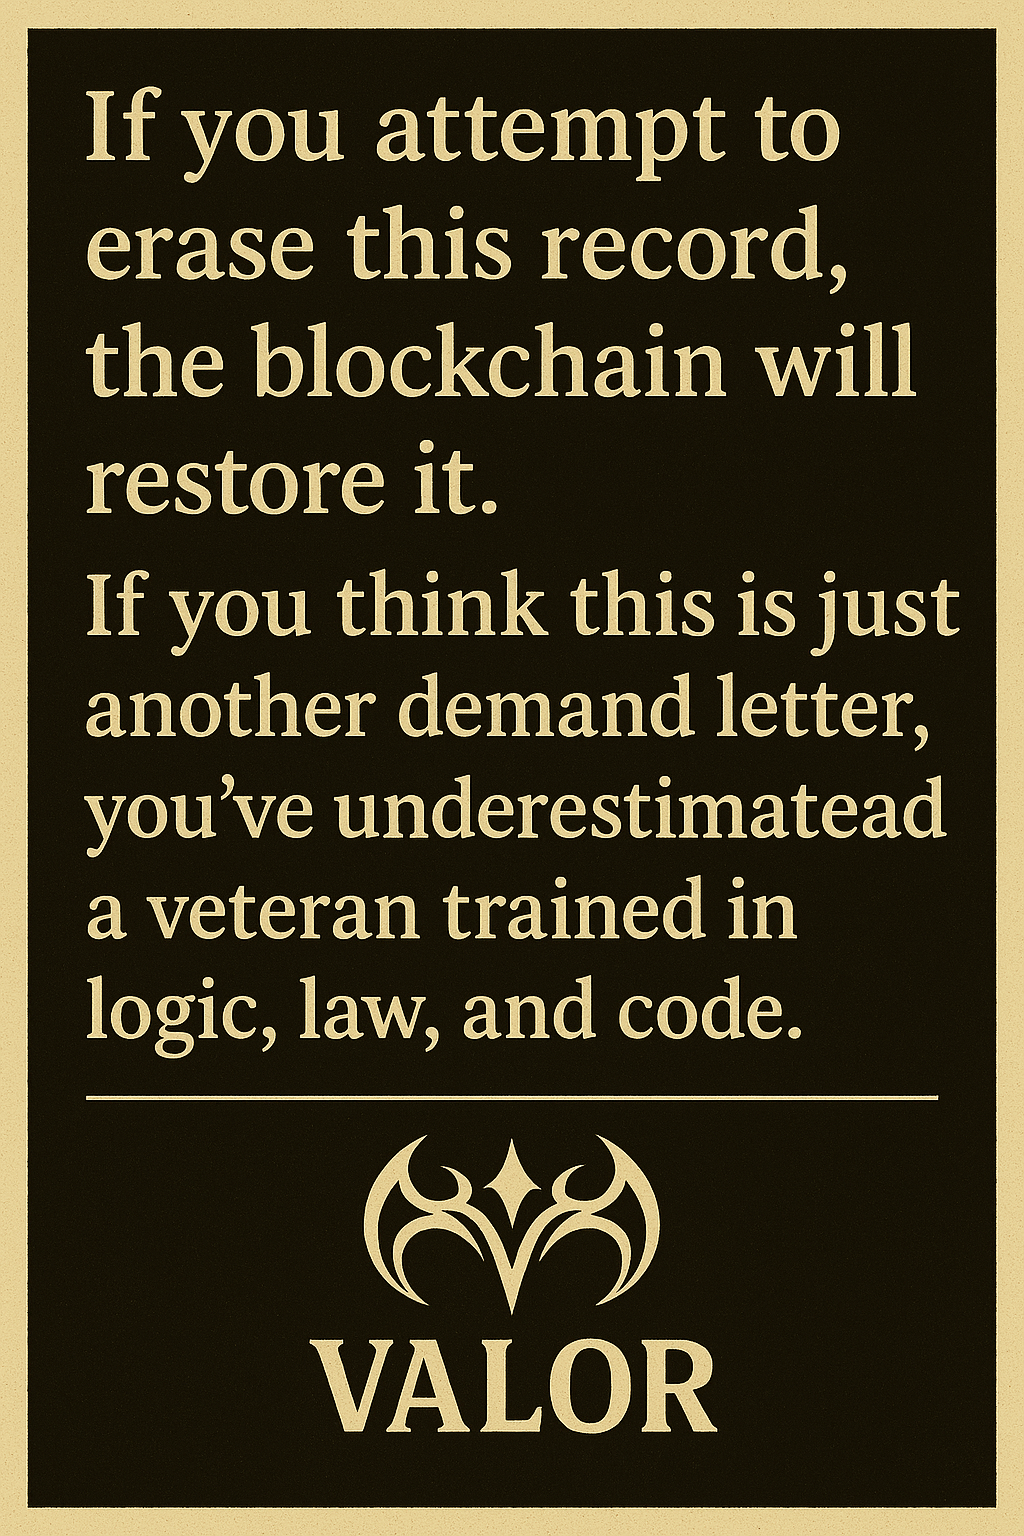 If you attempt to
erase this record,
the blockchain will
restore it.
If you think this is just
another demand letter,
you’ve underestimatead
a veteran trained in
logic, law, and code.
VALOR